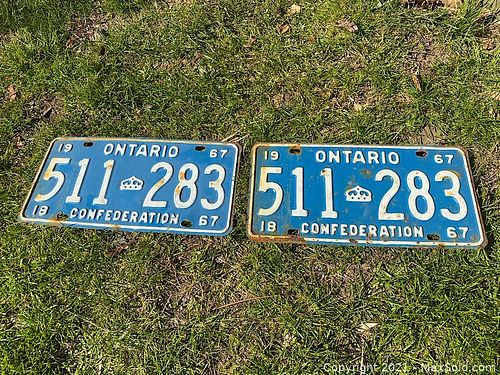 19 ONTARIO 67
511 283
18 CONFEDERATION 67
19 ONTARIO 67
511 283
18 CONFEDERATION 67
Copyright 2021 - MaxSold.com